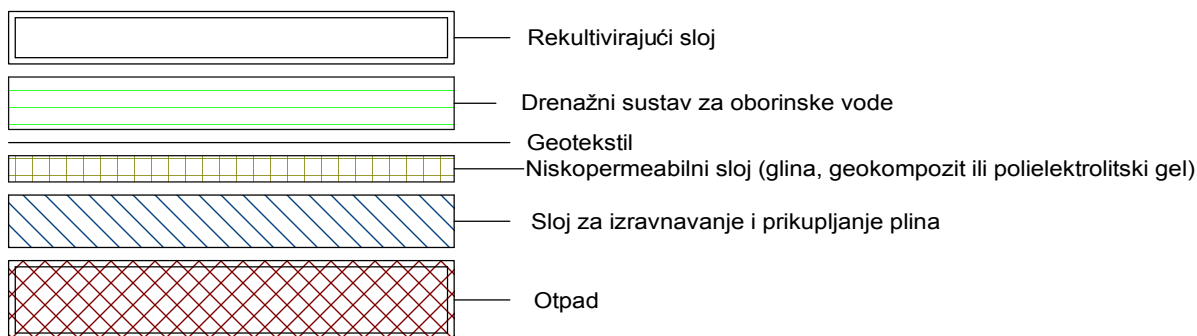 Rekultivirajući sloj
Drenažni sustav za oborinske vode
Geotekstil
Niskopermeabilni sloj (glina, geokompozit ili polielektrolitski gel)
Sloj za izravnavanje i prikupljanje plina
Otpad